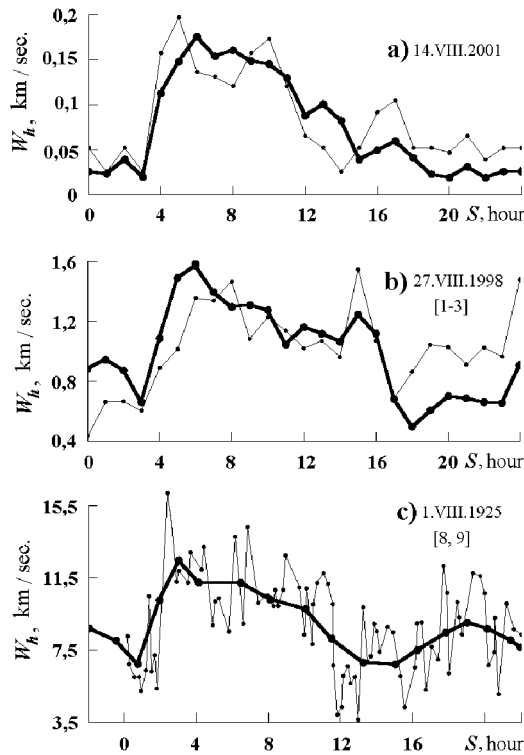 0,2
a) 14.VIII.2001
0,15
0,1
0,05
0
W_h, km / sec.
0 4 8 12 16 20 S, hour
1,6
b) 27.VIII.1998
[1-3]
1,2
0,8
0,4
W_h, km / sec.
0 4 8 12 16 20 S, hour
15,5
c) 1.VIII.1925
[8, 9]
11,5
7,5
3,5
W_h, km / sec.
0 4 8 12 16 20 S, hour